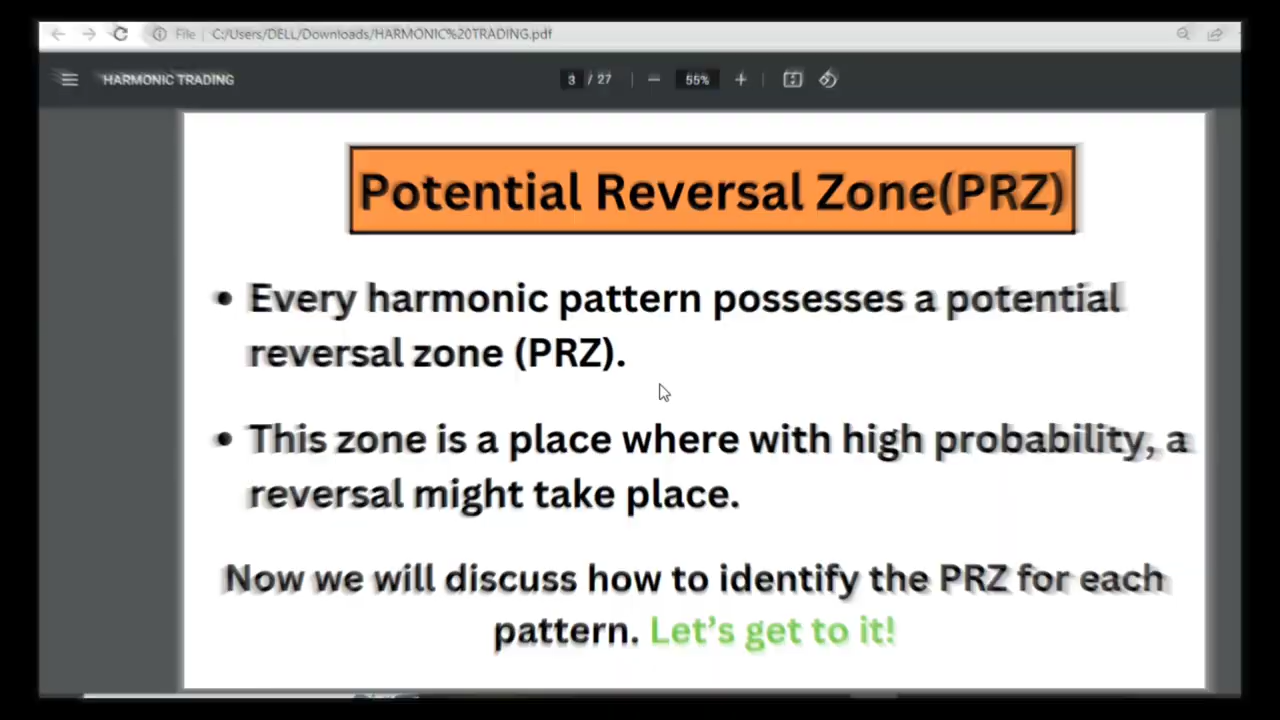 File | C:/Users/DELL/Downloads/HARMONIC%20TRADING.pdf
HARMONIC TRADING
3 / 27
55%
Potential Reversal Zone(PRZ)
• Every harmonic pattern possesses a potential
reversal zone (PRZ).
• This zone is a place where with high probability, a
reversal might take place.
Now we will discuss how to identify the PRZ for each
pattern. Let's get to it!